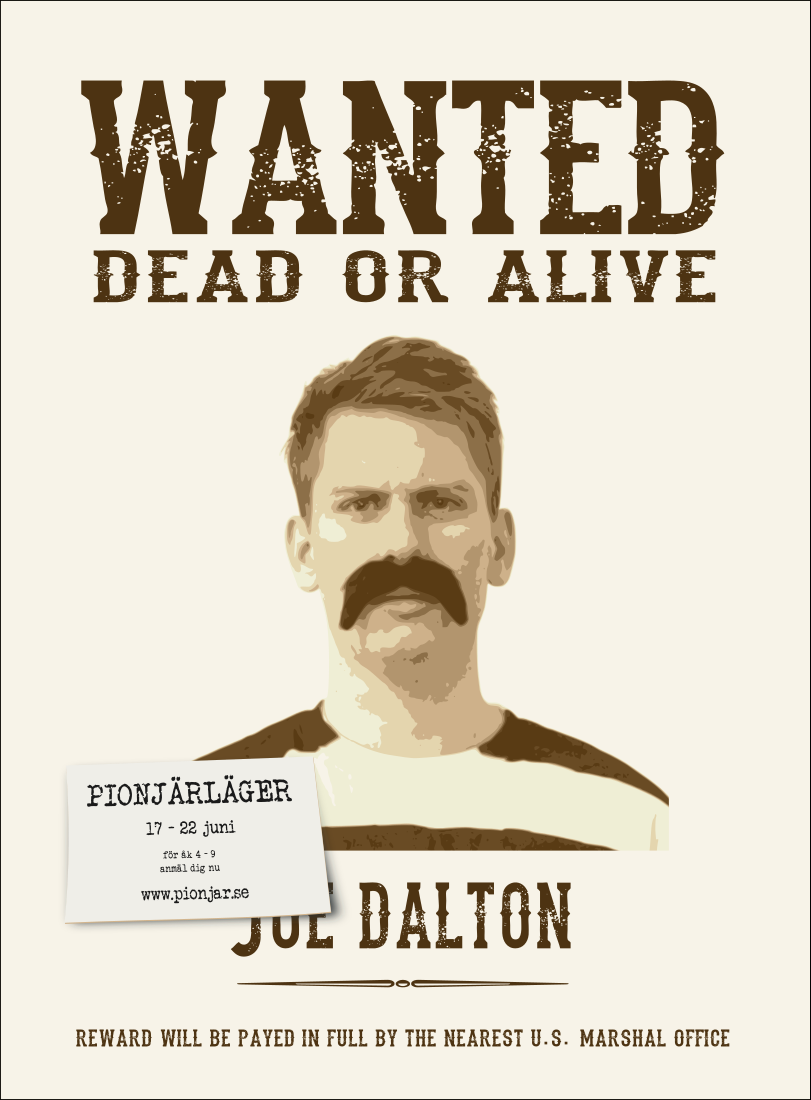 WANTED
DEAD OR ALIVE
PIONJÄRLÄGER
17 - 22 juni
för åk 4 - 9
anmäl dig nu
www.pionjar.se
JOE DALTON
REWARD WILL BE PAYED IN FULL BY THE NEAREST U.S. MARSHAL OFFICE